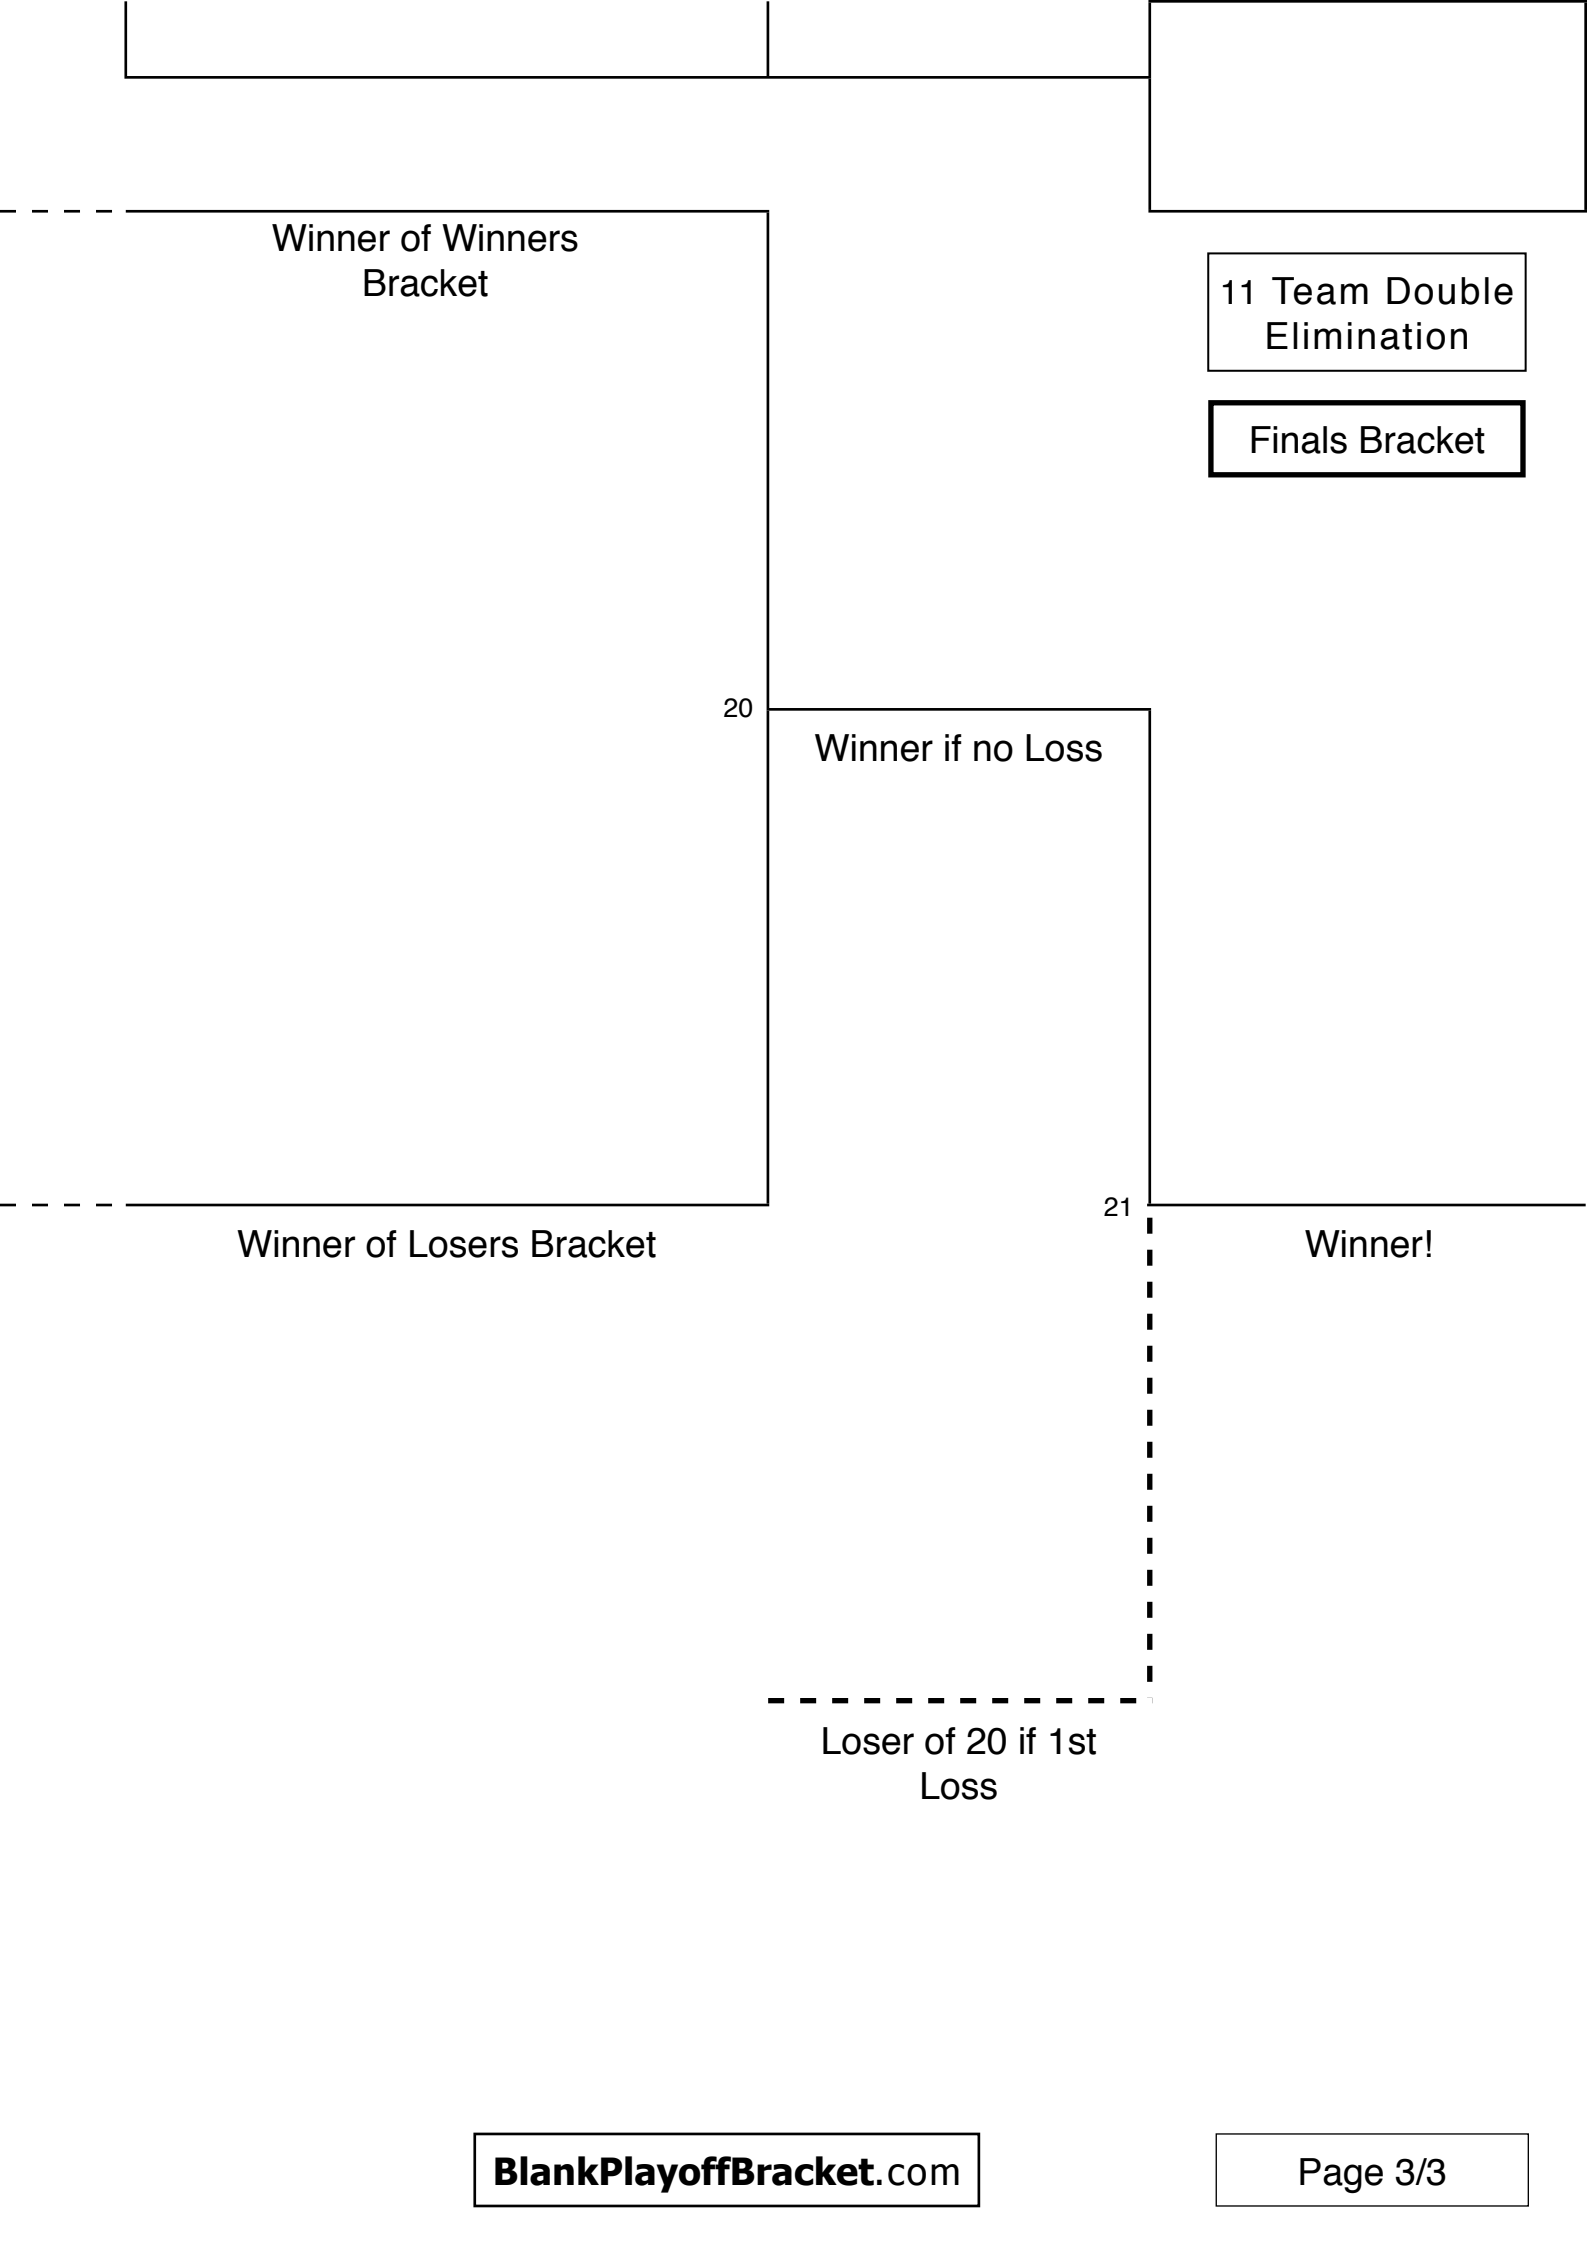 Winner of Winners
Bracket
11 Team Double
Elimination
Finals Bracket
20
Winner if no Loss
21
Winner of Losers Bracket
Winner!
Loser of 20 if 1st
Loss
BlankPlayoffBracket.com
Page 3/3